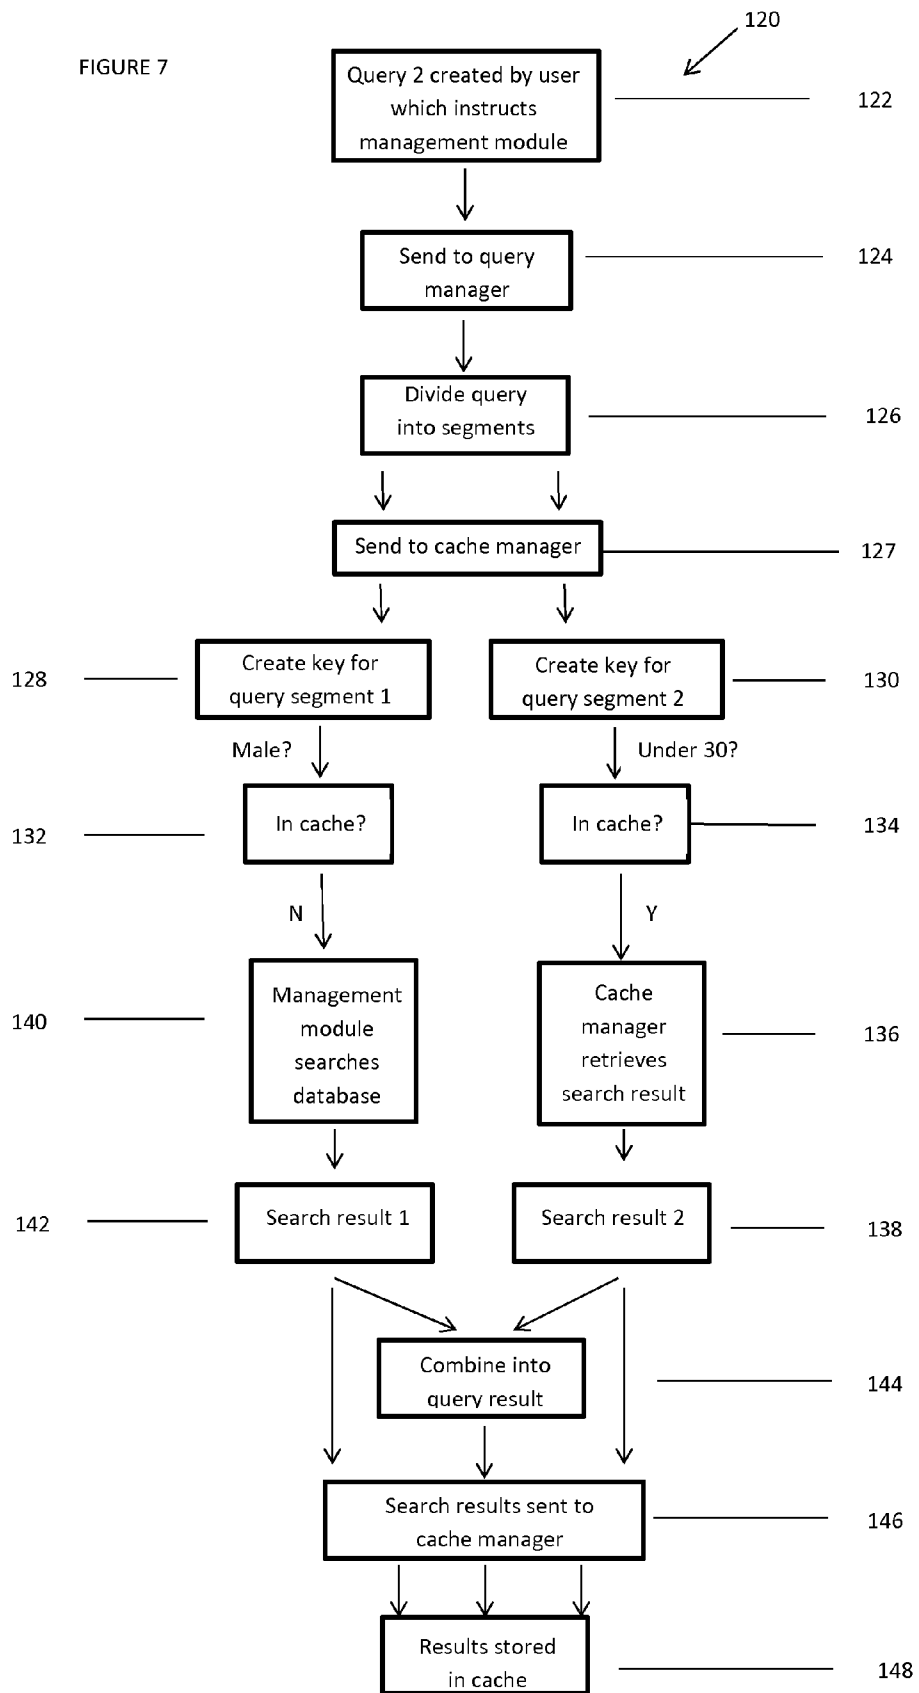 120
FIGURE 7
Query 2 created by user
which instructs
management module
122
Send to query
manager
124
Divide query
into segments
126
Send to cache manager
127
128
Create key for
query segment 1
Create key for
query segment 2
130
Male?
Under 30?
132
In cache?
In cache?
134
N
Y
140
Management
module
searches
database
Cache
manager
retrieves
search result
136
142
Search result 1
Search result 2
138
Combine into
query result
144
Search results sent to
cache manager
146
Results stored
in cache
148